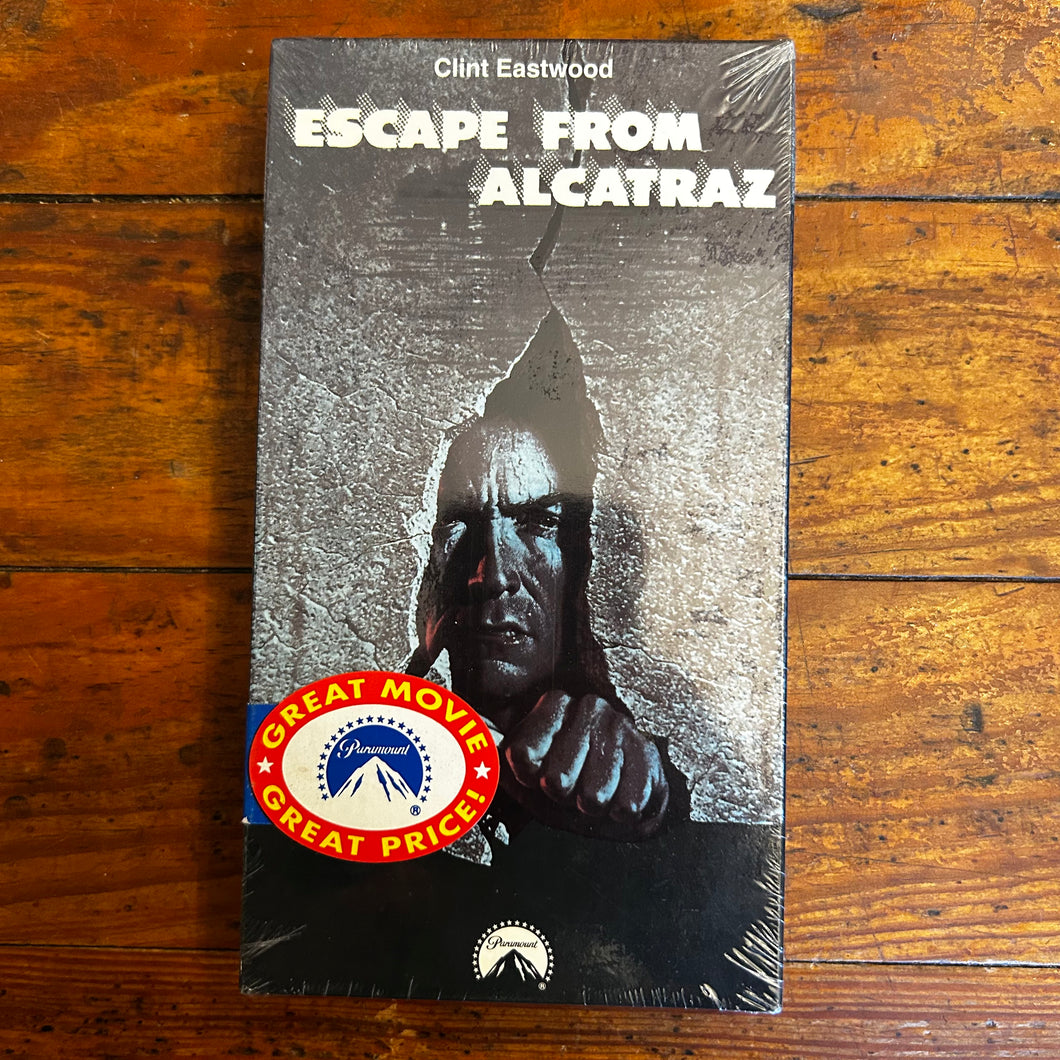 Clint Eastwood
ESCAPE FROM
ALCATRAZ
GREAT MOVIE
Paramount
®
GREAT PRICE!
Paramount
®